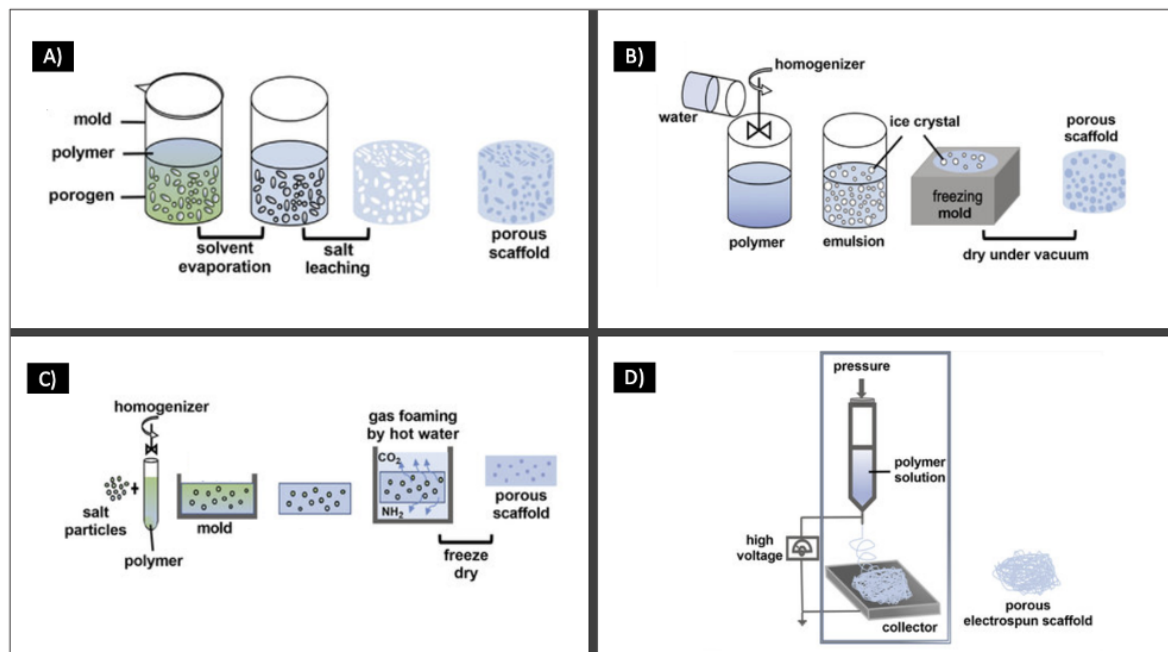 A)
mold
polymer
porogen
solvent
evaporation
salt
leaching
porous
scaffold
B)
homogenizer
water
ice crystal
porous
scaffold
freezing
mold
polymer
emulsion
dry under vacuum
C)
homogenizer
gas foaming
by hot water
CO₂
NH₂
+
salt
particles
mold
polymer
porous
scaffold
freeze
dry
D)
pressure
polymer
solution
high
voltage
collector
porous
electrospun scaffold